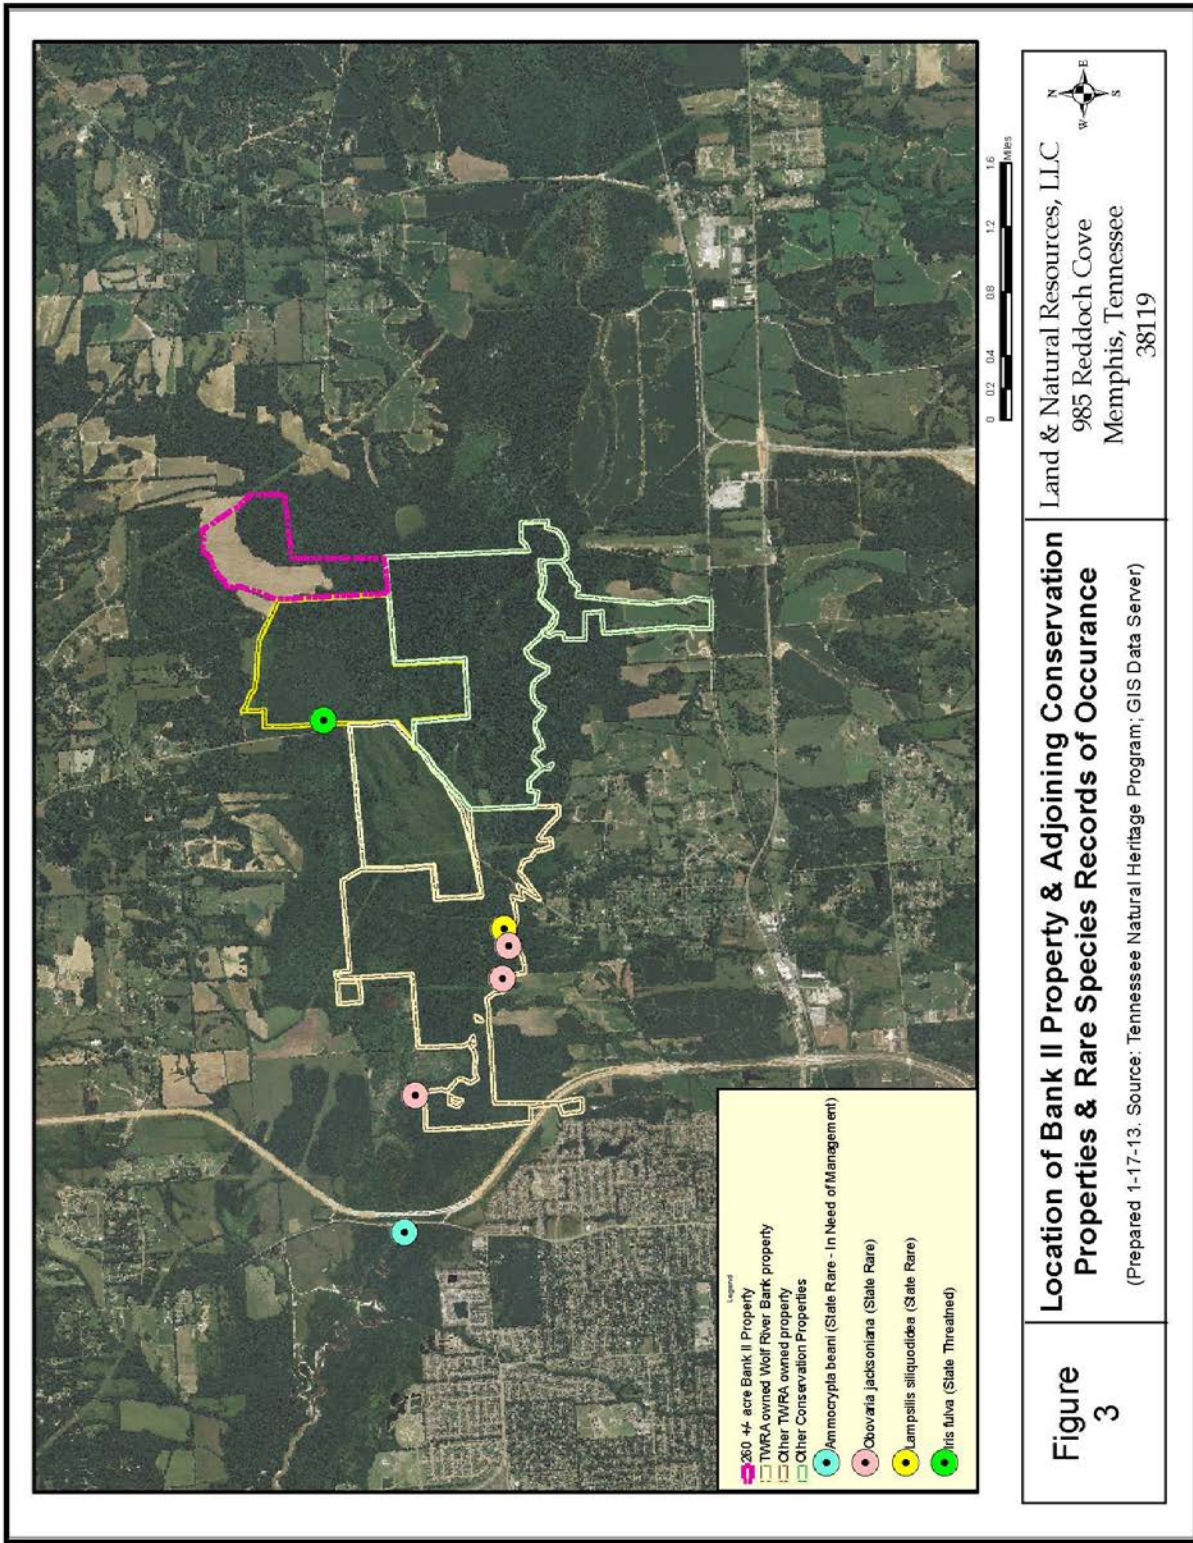 Legend
260 +/- acre Bank II Property
TWRA owned Wolf River Bank property
Other TWRA owned property
Other Conservation Properties
Ammocrypta beani (State Rare - In Need of Management)
Obovaria jacksoniana (State Rare)
Lampsilis siliquodidea (State Rare)
Iris fulva (State Threatned)
0 0.2 0.4 0.8 1.2 1.6
Miles
Figure
3
Location of Bank II Property & Adjoining Conservation
Properties & Rare Species Records of Occurance
(Prepared 1-17-13. Source: Tennessee Natural Heritage Program; GIS Data Server)
Land & Natural Resources, LLC
985 Reddoch Cove
Memphis, Tennessee
38119
N
W E
S